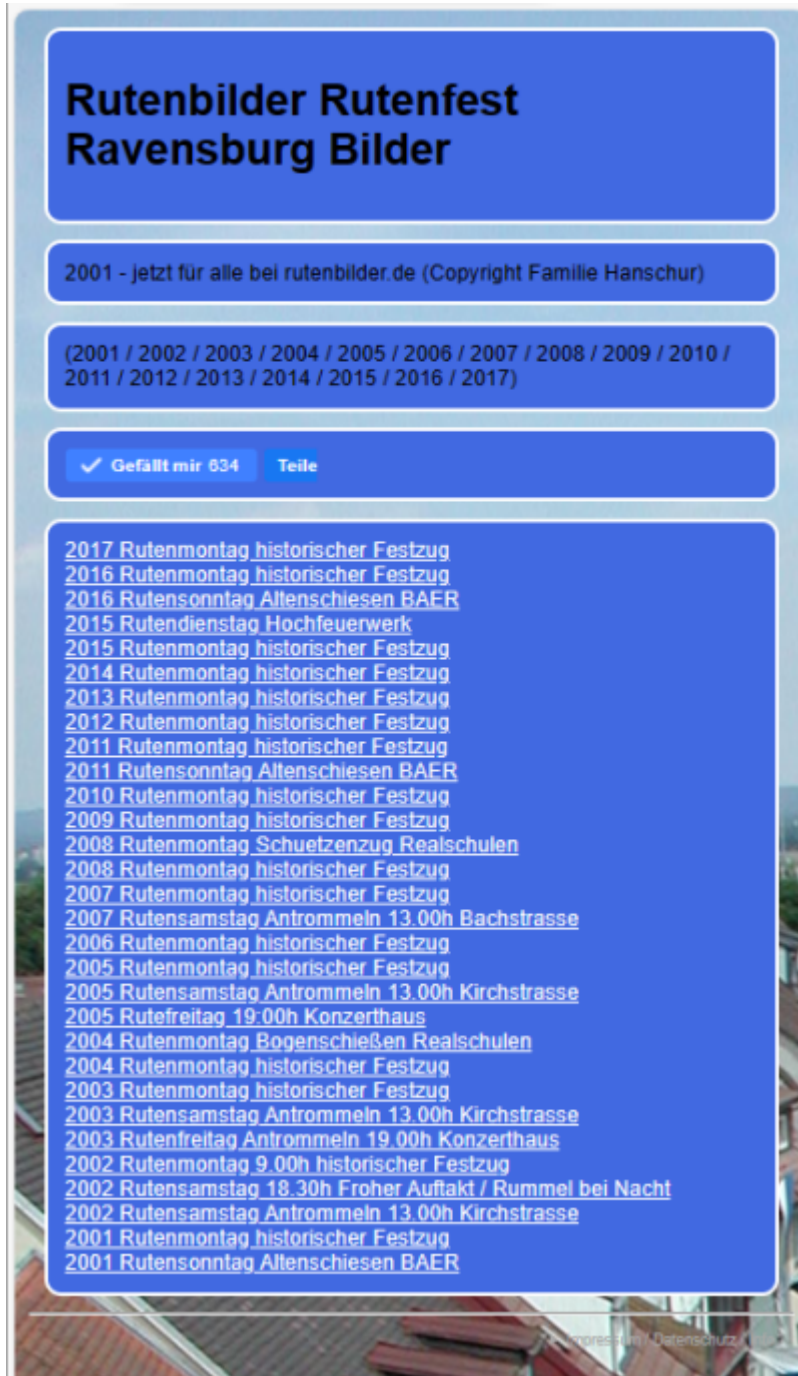 Rutenbilder Rutenfest
Ravensburg Bilder
2001 - jetzt für alle bei rutenbilder.de (Copyright Familie Hanschur)
(2001 / 2002 / 2003 / 2004 / 2005 / 2006 / 2007 / 2008 / 2009 / 2010 /
2011 / 2012 / 2013 / 2014 / 2015 / 2016 / 2017)
Gefällt mir 634 Teile
2017 Rutenmontag historischer Festzug
2016 Rutenmontag historischer Festzug
2016 Rutensonntag Altenschiesen BAER
2015 Rutendienstag Hochfeuerwerk
2015 Rutenmontag historischer Festzug
2014 Rutenmontag historischer Festzug
2013 Rutenmontag historischer Festzug
2012 Rutenmontag historischer Festzug
2011 Rutenmontag historischer Festzug
2011 Rutensonntag Altenschiesen BAER
2010 Rutenmontag historischer Festzug
2009 Rutenmontag historischer Festzug
2008 Rutenmontag Schuetzenzug Realschulen
2008 Rutenmontag historischer Festzug
2007 Rutenmontag historischer Festzug
2007 Rutensamstag Antrommeln 13.00h Bachstrasse
2006 Rutenmontag historischer Festzug
2005 Rutenmontag historischer Festzug
2005 Rutensamstag Antrommeln 13.00h Kirchstrasse
2005 Rutefreitag 19:00h Konzerthaus
2004 Rutenmontag Bogenschießen Realschulen
2004 Rutenmontag historischer Festzug
2003 Rutenmontag historischer Festzug
2003 Rutensamstag Antrommeln 13.00h Kirchstrasse
2003 Rutenfreitag Antrommeln 19.00h Konzerthaus
2002 Rutenmontag 9.00h historischer Festzug
2002 Rutensamstag 18.30h Froher Auftakt / Rummel bei Nacht
2002 Rutensamstag Antrommeln 13.00h Kirchstrasse
2001 Rutenmontag historischer Festzug
2001 Rutensonntag Altenschiesen BAER
Impressum / Datenschutz /